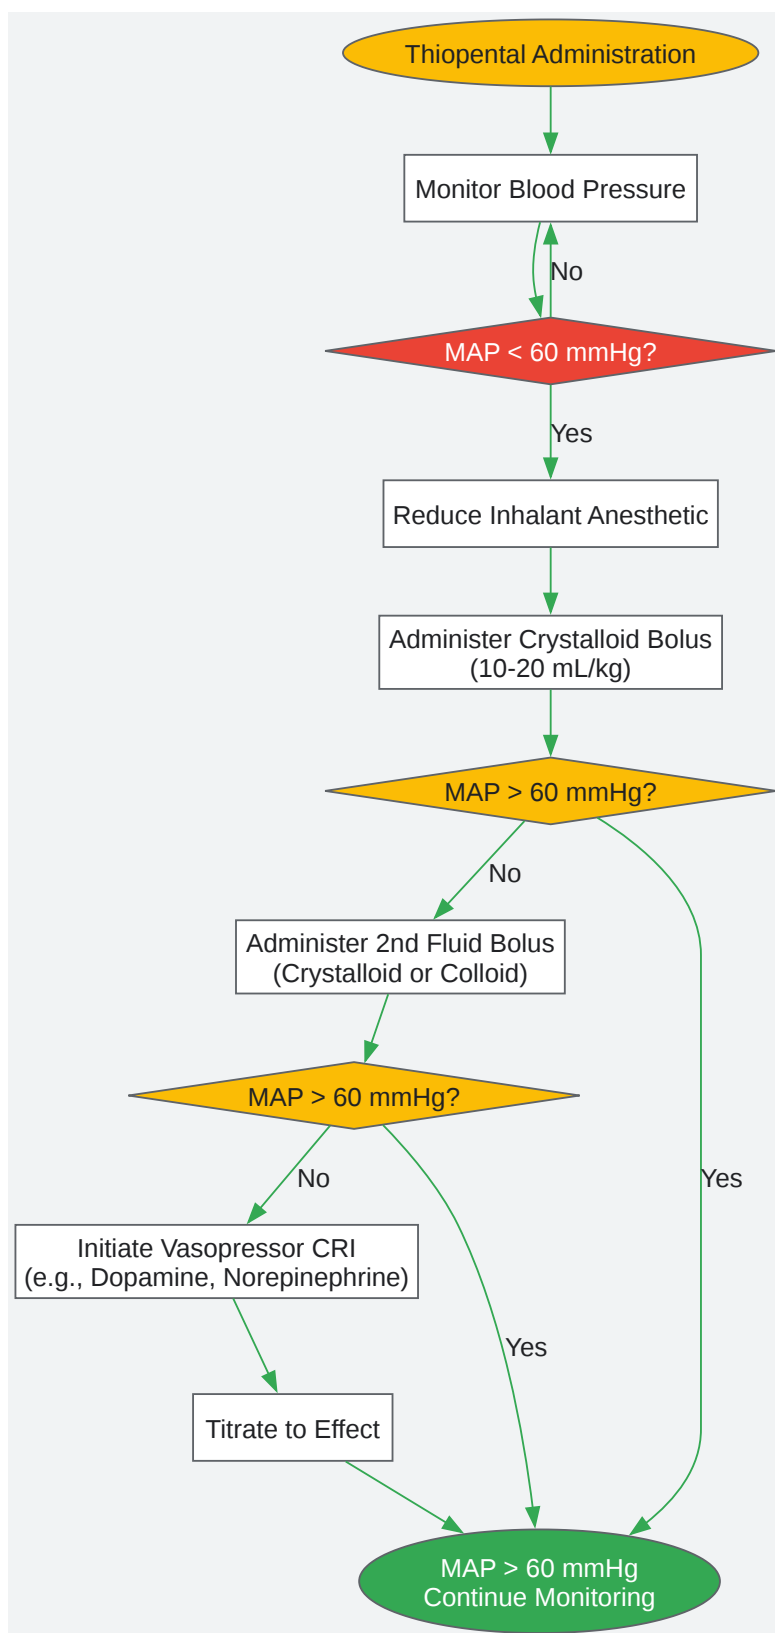 Thiopental Administration
Monitor Blood Pressure
No
MAP < 60 mmHg?
Yes
Reduce Inhalant Anesthetic
Administer Crystalloid Bolus
(10-20 mL/kg)
MAP > 60 mmHg?
No
Administer 2nd Fluid Bolus
(Crystalloid or Colloid)
MAP > 60 mmHg?
No
Yes
Initiate Vasopressor CRI
(e.g., Dopamine, Norepinephrine)
Yes
Titrate to Effect
MAP > 60 mmHg
Continue Monitoring